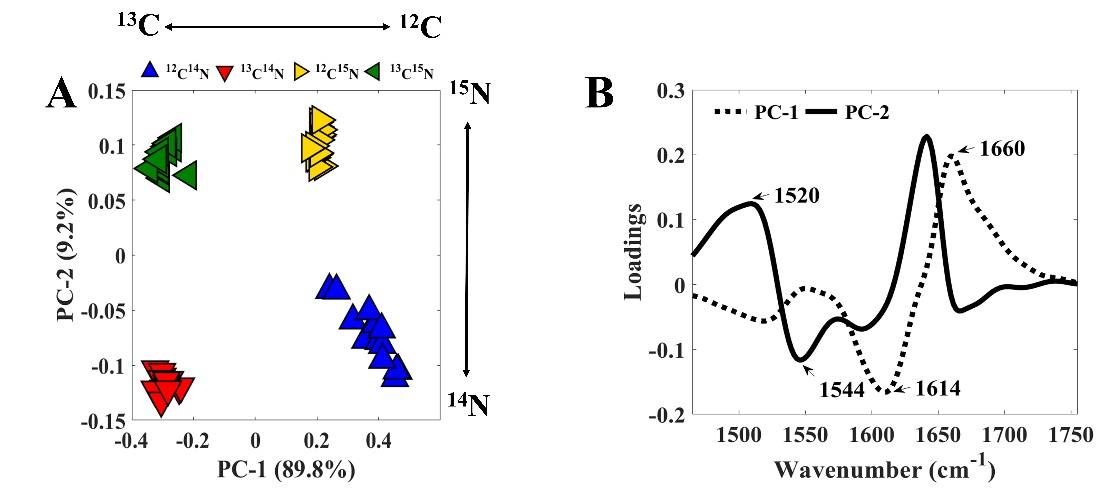 ¹³C ¹²C
¹²C¹⁴N ¹³C¹⁴N ¹²C¹⁵N ¹³C¹⁵N
A
¹⁵N
¹⁴N
0.15
0.1
0.05
0
-0.05
-0.1
-0.15
PC-2 (9.2%)
-0.4 -0.2 0 0.2 0.4
PC-1 (89.8%)
B
PC-1 PC-2
0.3
0.2
0.1
0
-0.1
-0.2
Loadings
1660
1520
1544
1614
1500 1550 1600 1650 1700 1750
Wavenumber (cm⁻¹)